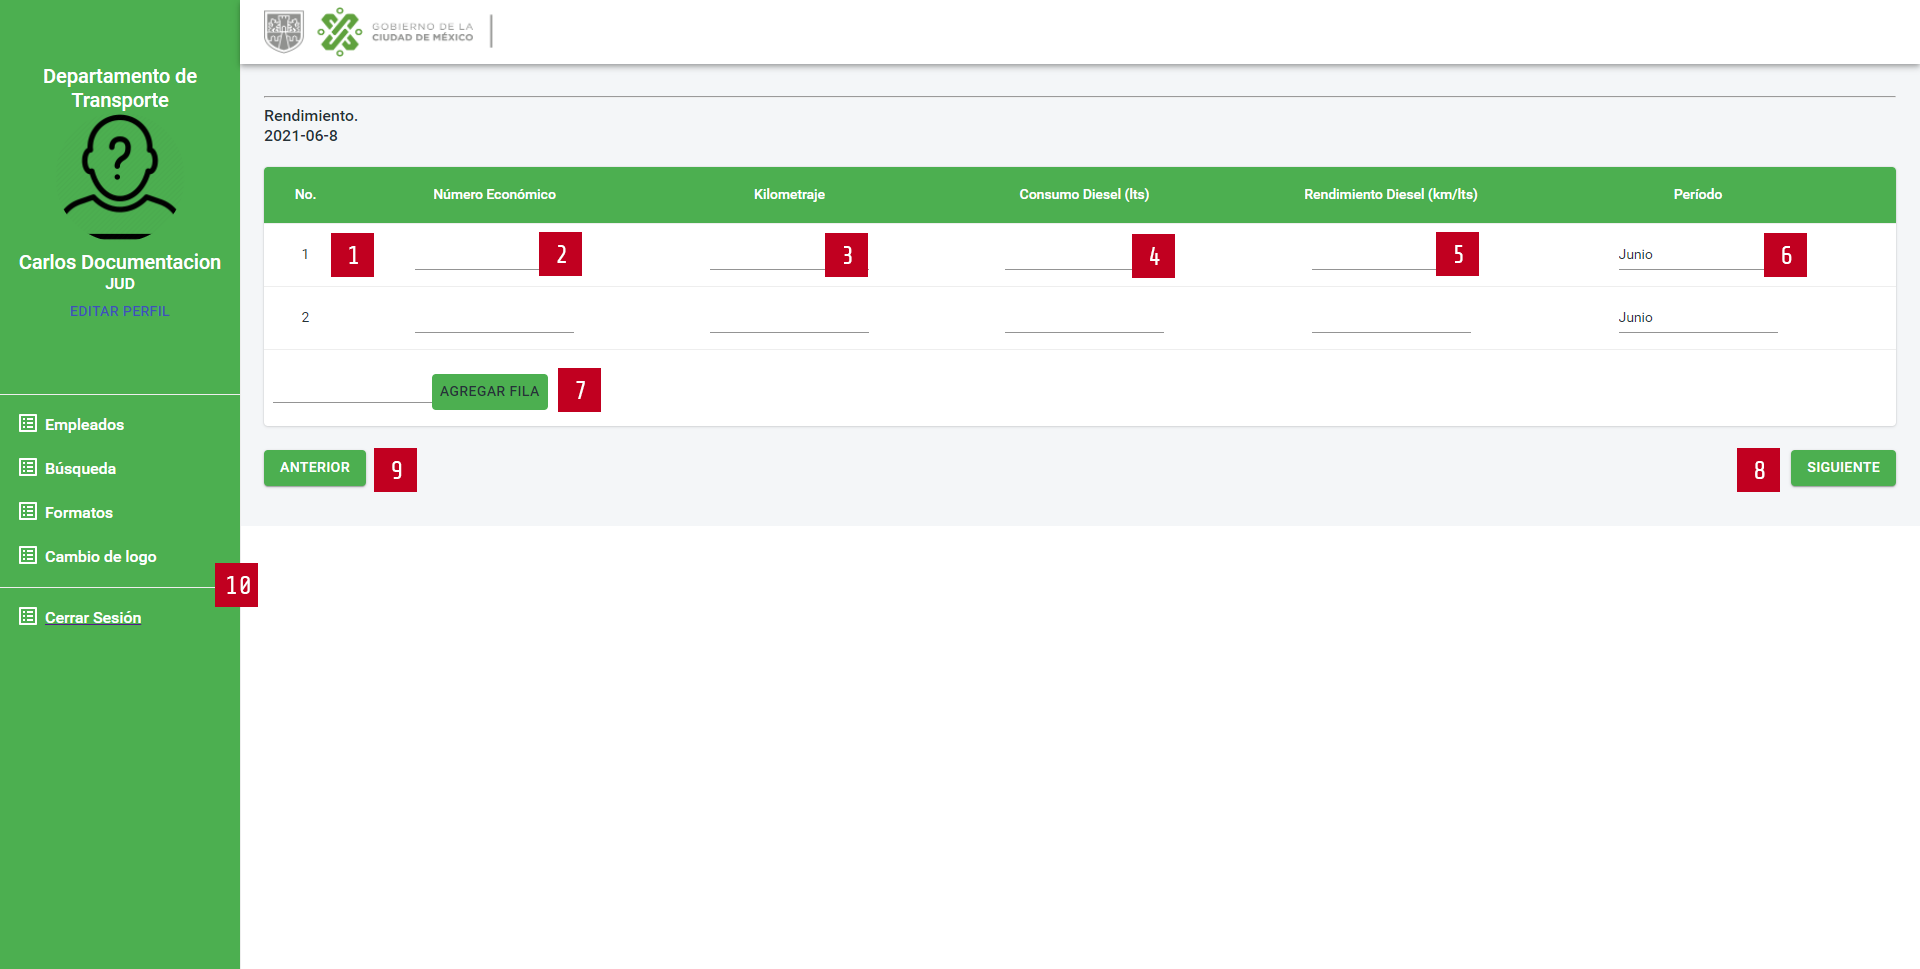 GOBIERNO DE LA
CIUDAD DE MÉXICO
Departamento de
Transporte
Carlos Documentacion
JUD
EDITAR PERFIL
Empleados
Búsqueda
Formatos
Cambio de logo
10
Cerrar Sesión
Rendimiento.
2021-06-8
No. Número Económico Kilometraje Consumo Diesel (lts) Rendimiento Diesel (km/lts) Período
1 1 2 3 4 5 Junio 6
2 Junio
AGREGAR FILA 7
ANTERIOR 9 8 SIGUIENTE